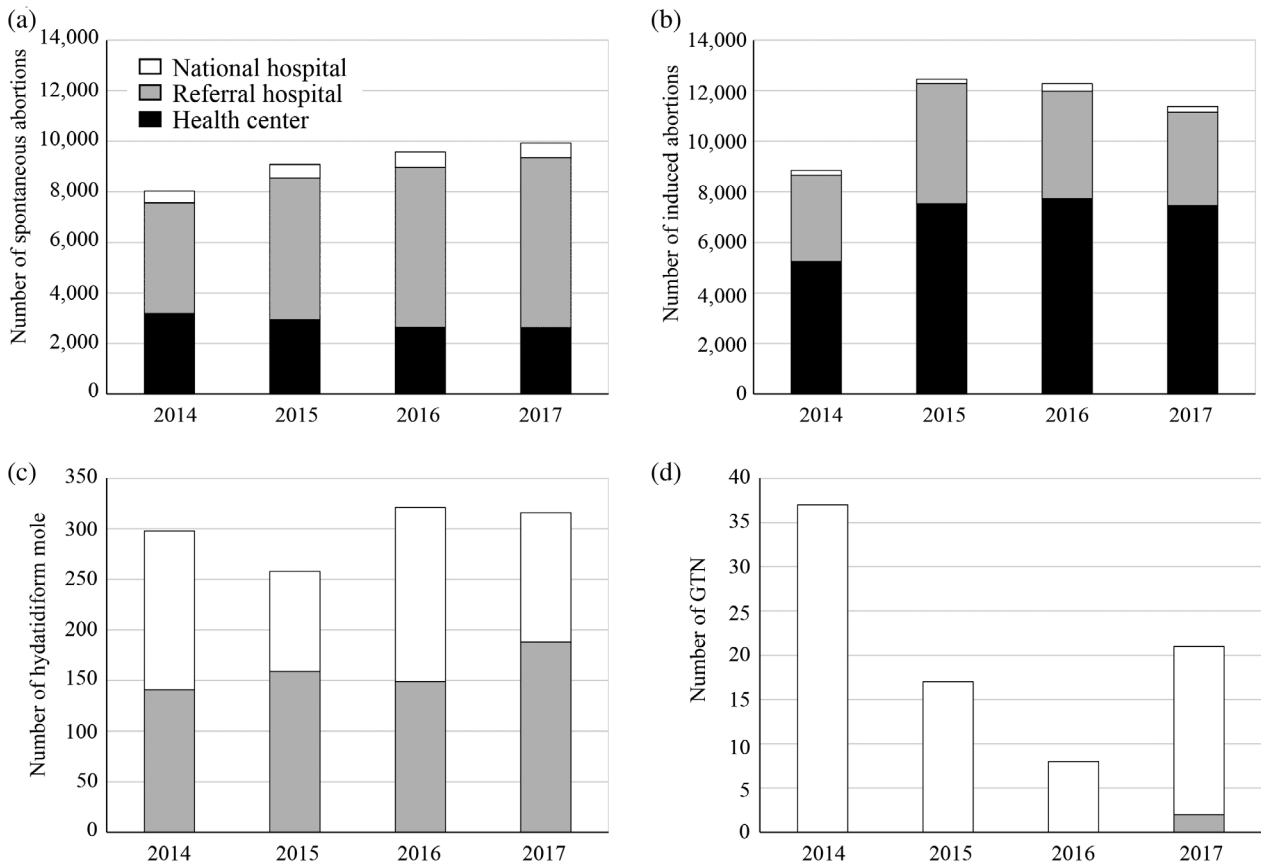 (a)
Number of spontaneous abortions
14,000
12,000
10,000
8,000
6,000
4,000
2,000
0
National hospital
Referral hospital
Health center
2014 2015 2016 2017
(b)
Number of induced abortions
14,000
12,000
10,000
8,000
6,000
4,000
2,000
0
2014 2015 2016 2017
(c)
Number of hydatidiform mole
350
300
250
200
150
100
50
0
2014 2015 2016 2017
(d)
Number of GTN
40
35
30
25
20
15
10
5
0
2014 2015 2016 2017